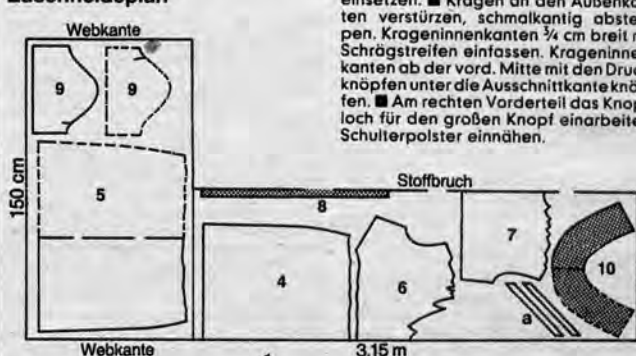 Webkante
einsetzen. ■ Kragen an den Außenkan
ten verstürzen, schmalkantig abstep
pen. Krageninnenkanten ¾ cm breit m
Schrägstreifen einfassen. Krageninne
kanten ab der vord. Mitte mit den Druc
knöpfen unter die Ausschnittkante knö
fen. ■ Am rechten Vorderteil das Knop
loch für den großen Knopf einarbeite
Schulterpolster einnähen.
9
9
150 cm
5
Stoffbruch
8
4
6
7
10
a
Webkante
3.15 m